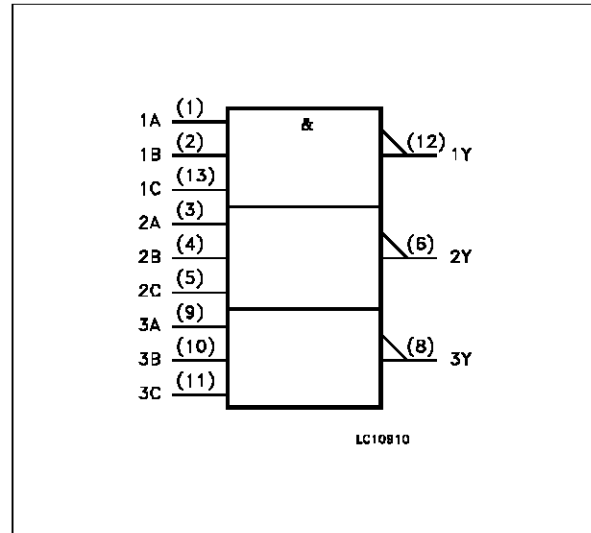 &
1A (1)
1B (2) (12) 1Y
1C (13)
2A (3)
2B (4) (6) 2Y
2C (5)
3A (9)
3B (10) (8) 3Y
3C (11)
LC10910